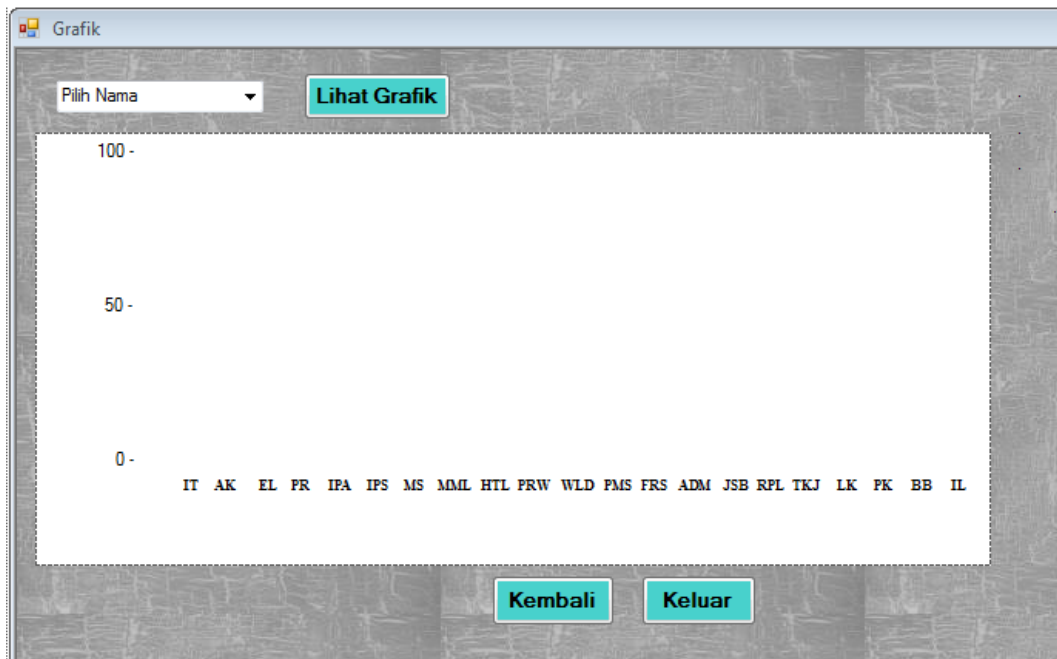 Grafik
Pilih Nama
Lihat Grafik
100 -
50 -
0 -
IT AK EL PR IPA IPS MS MML HTL PRW WLD PMS FRS ADM JSB RPL TKJ LK PK BB IL
Kembali Keluar